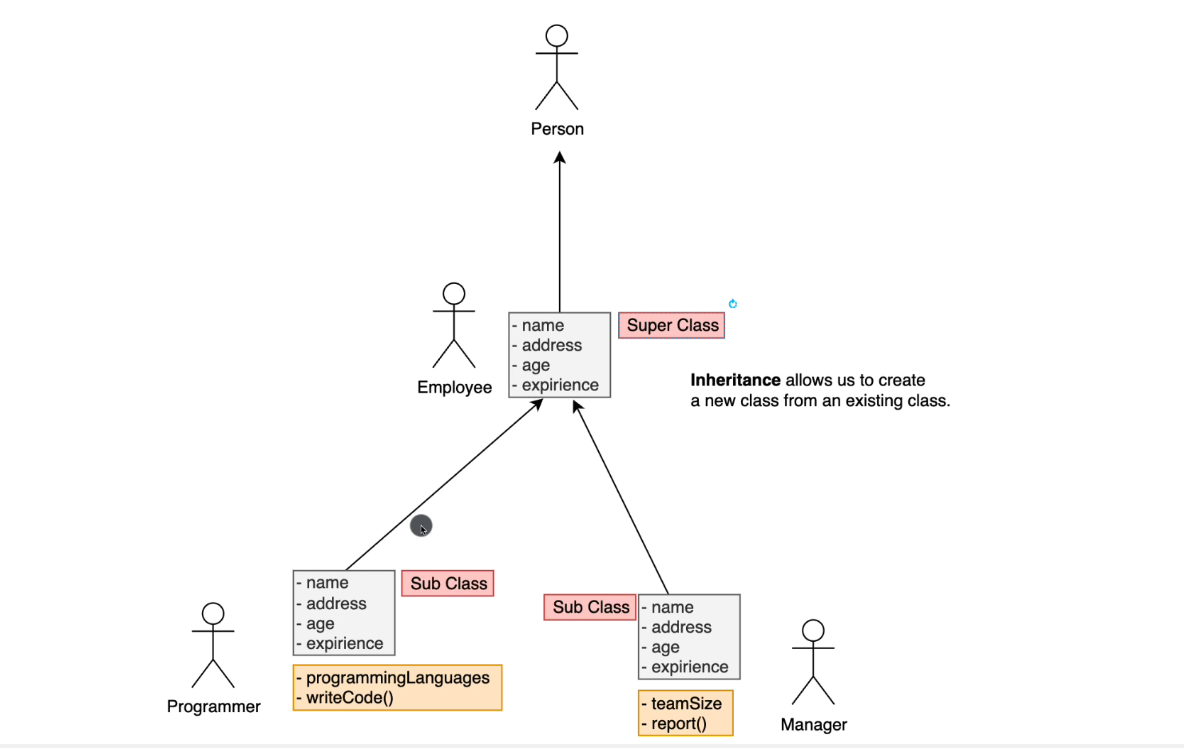 Person
- name
- address
- age
- expirience
Super Class
Employee
Inheritance allows us to create
a new class from an existing class.
- name
- address
- age
- expirience
Sub Class
- programmingLanguages
- writeCode()
Programmer
Sub Class
- name
- address
- age
- expirience
- teamSize
- report()
Manager